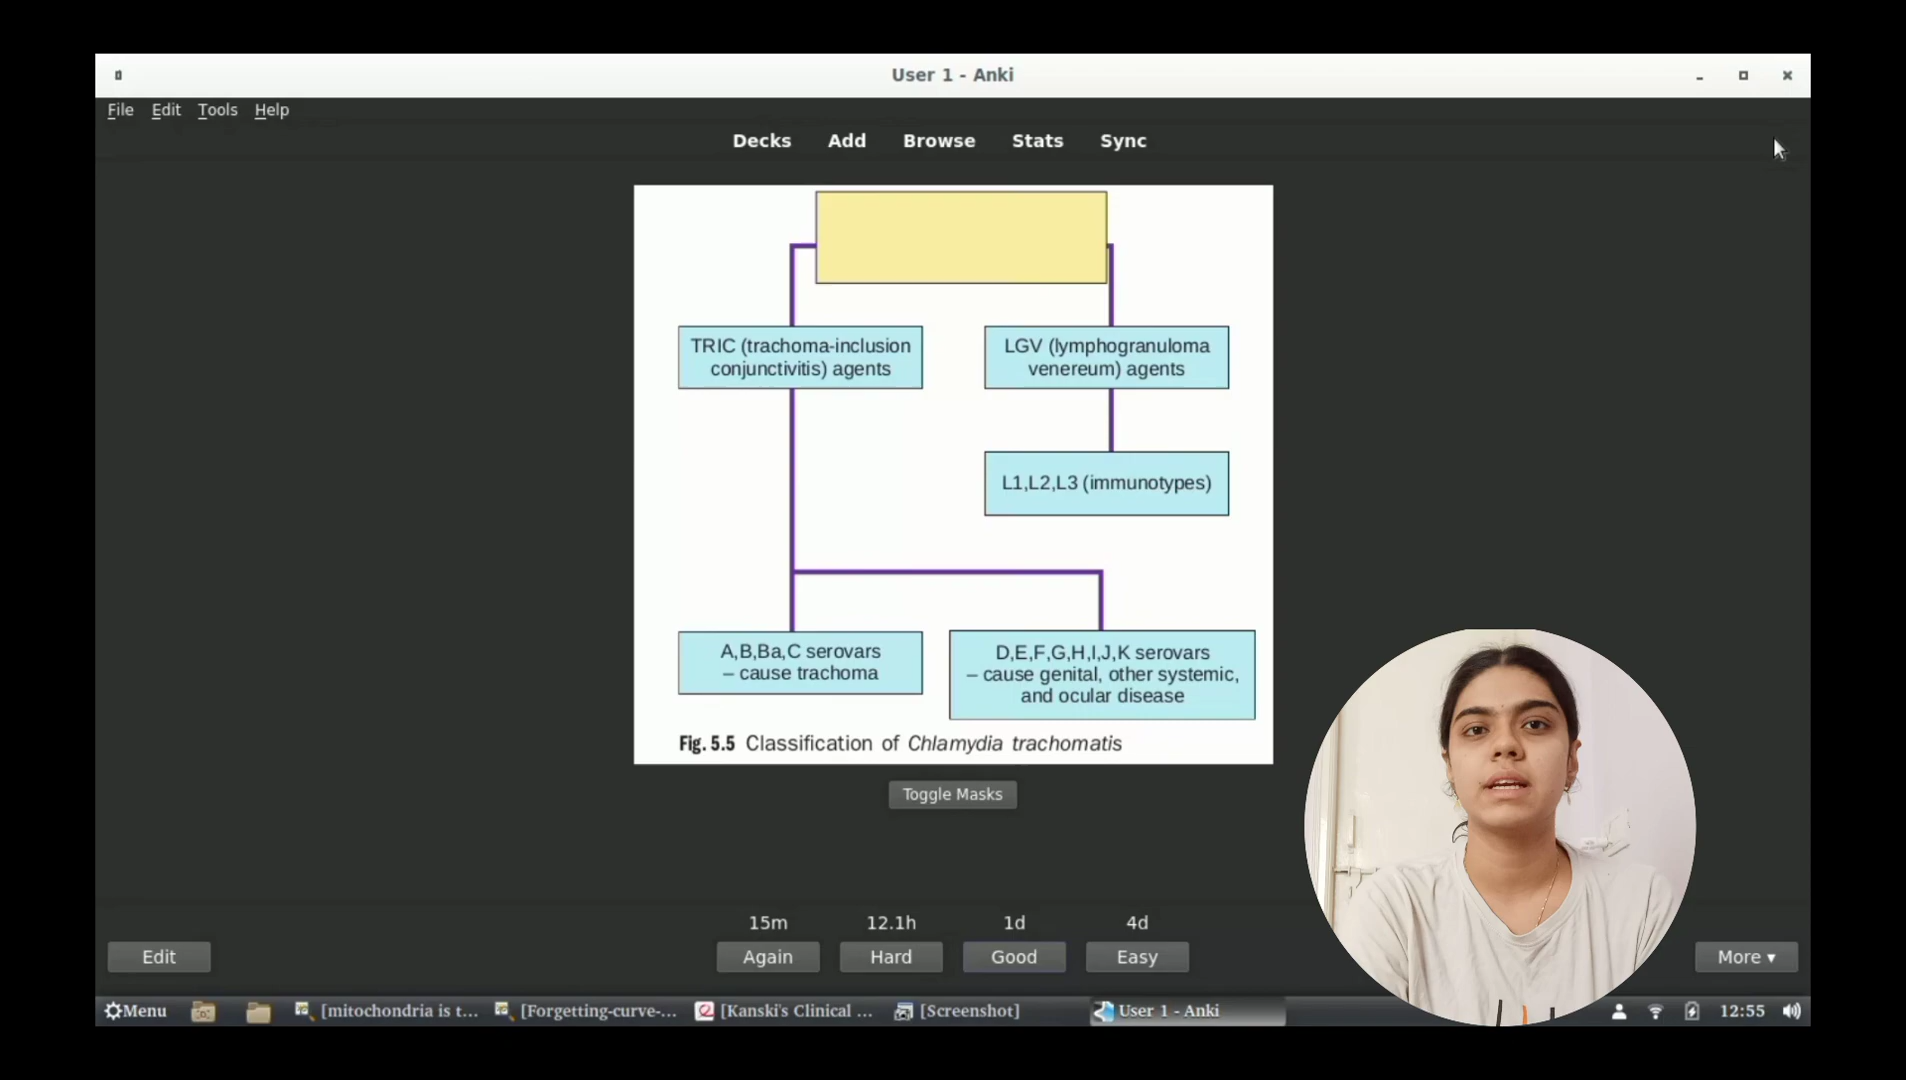 User 1 - Anki
File Edit Tools Help
Decks Add Browse Stats Sync
TRIC (trachoma-inclusion
conjunctivitis) agents
LGV (lymphogranuloma
venereum) agents
L1,L2,L3 (immunotypes)
A,B,Ba,C serovars
– cause trachoma
D,E,F,G,H,I,J,K serovars
– cause genital, other systemic,
and ocular disease
Fig. 5.5 Classification of Chlamydia trachomatis
Toggle Masks
15m 12.1h 1d 4d
Edit Again Hard Good Easy More ▾
Menu [mitochondria is t... [Forgetting-curve-... [Kanski's Clinical ... [Screenshot] User 1 - Anki 12:55